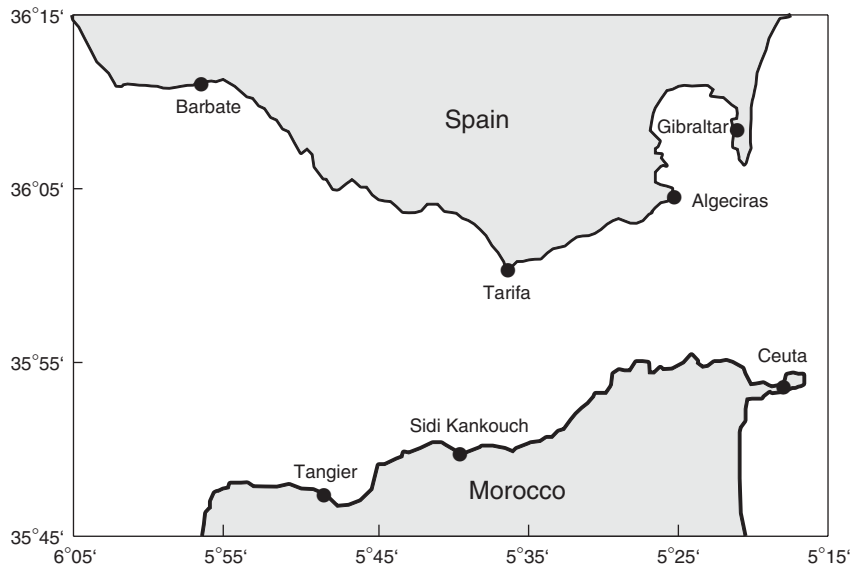 36°15‘
Barbate
Spain
Gibraltar
36°05‘
Algeciras
Tarifa
35°55‘
Ceuta
Sidi Kankouch
Tangier
Morocco
35°45‘
6°05‘ 5°55‘ 5°45‘ 5°35‘ 5°25‘ 5°15‘